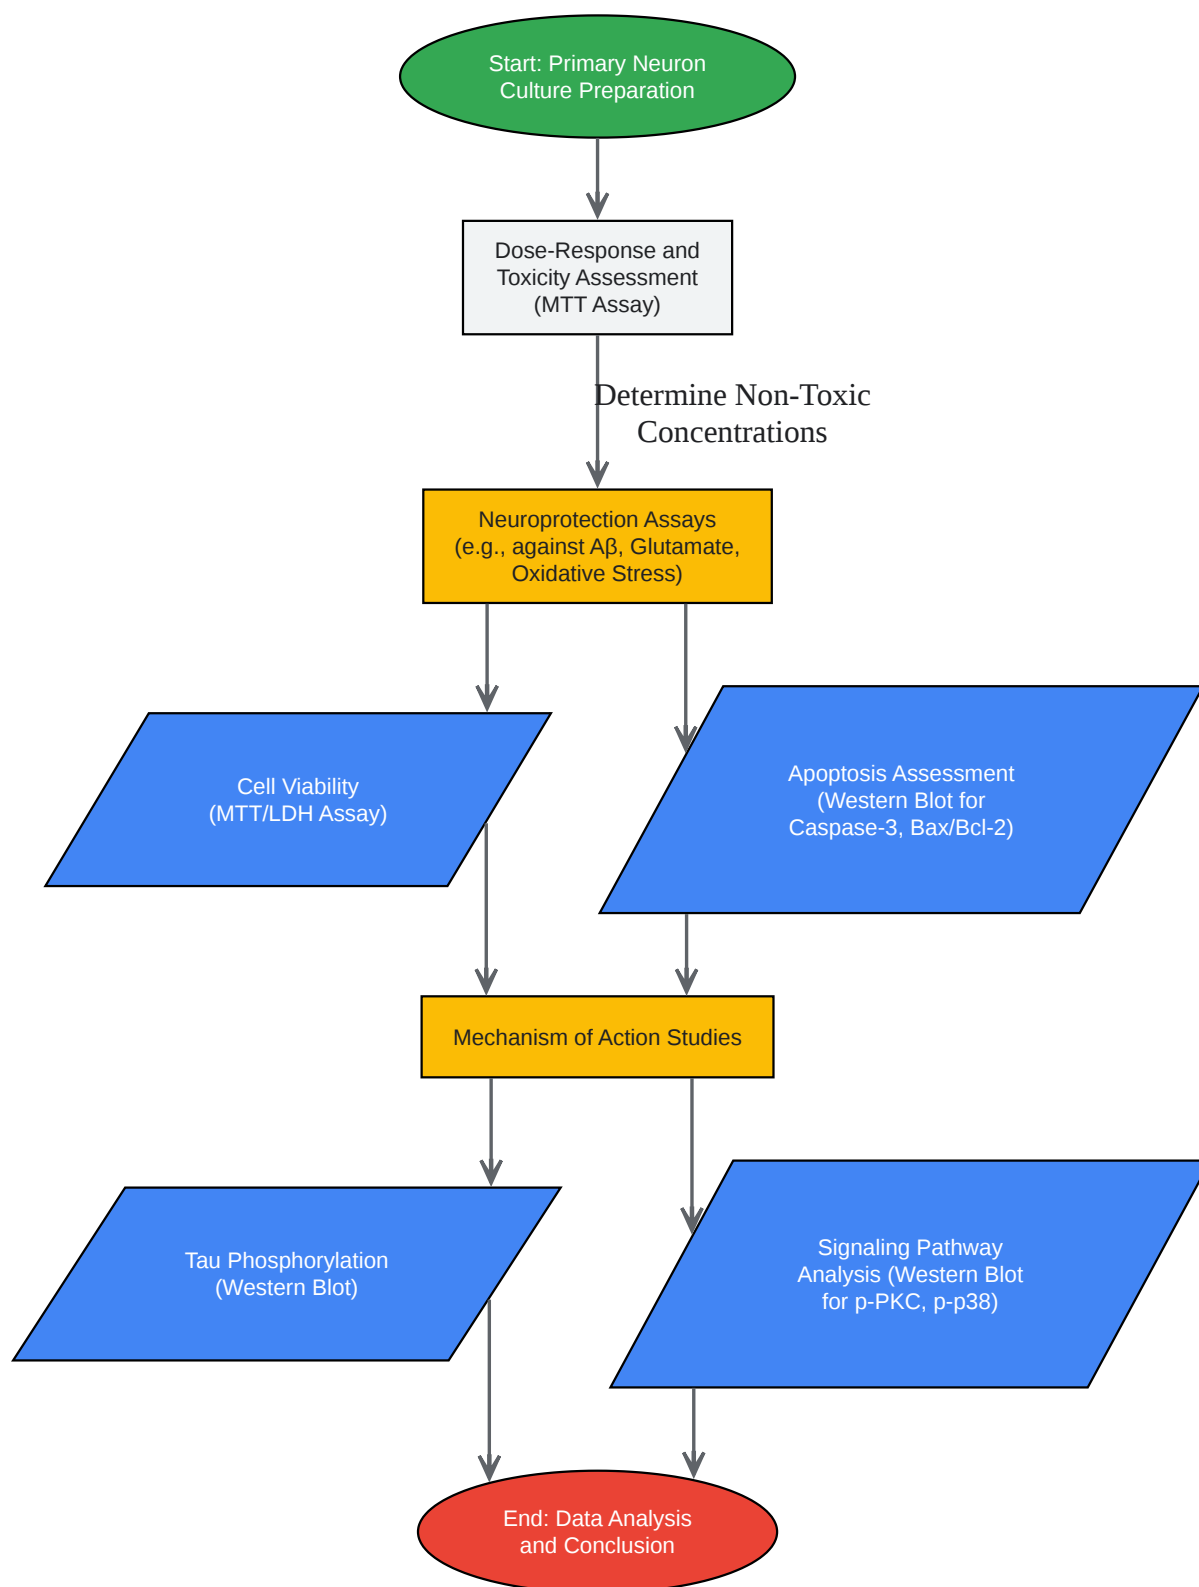 Start: Primary Neuron
Culture Preparation
Dose-Response and
Toxicity Assessment
(MTT Assay)
Determine Non-Toxic
Concentrations
Neuroprotection Assays
(e.g., against Aβ, Glutamate,
Oxidative Stress)
Cell Viability
(MTT/LDH Assay)
Apoptosis Assessment
(Western Blot for
Caspase-3, Bax/Bcl-2)
Mechanism of Action Studies
Tau Phosphorylation
(Western Blot)
Signaling Pathway
Analysis (Western Blot
for p-PKC, p-p38)
End: Data Analysis
and Conclusion